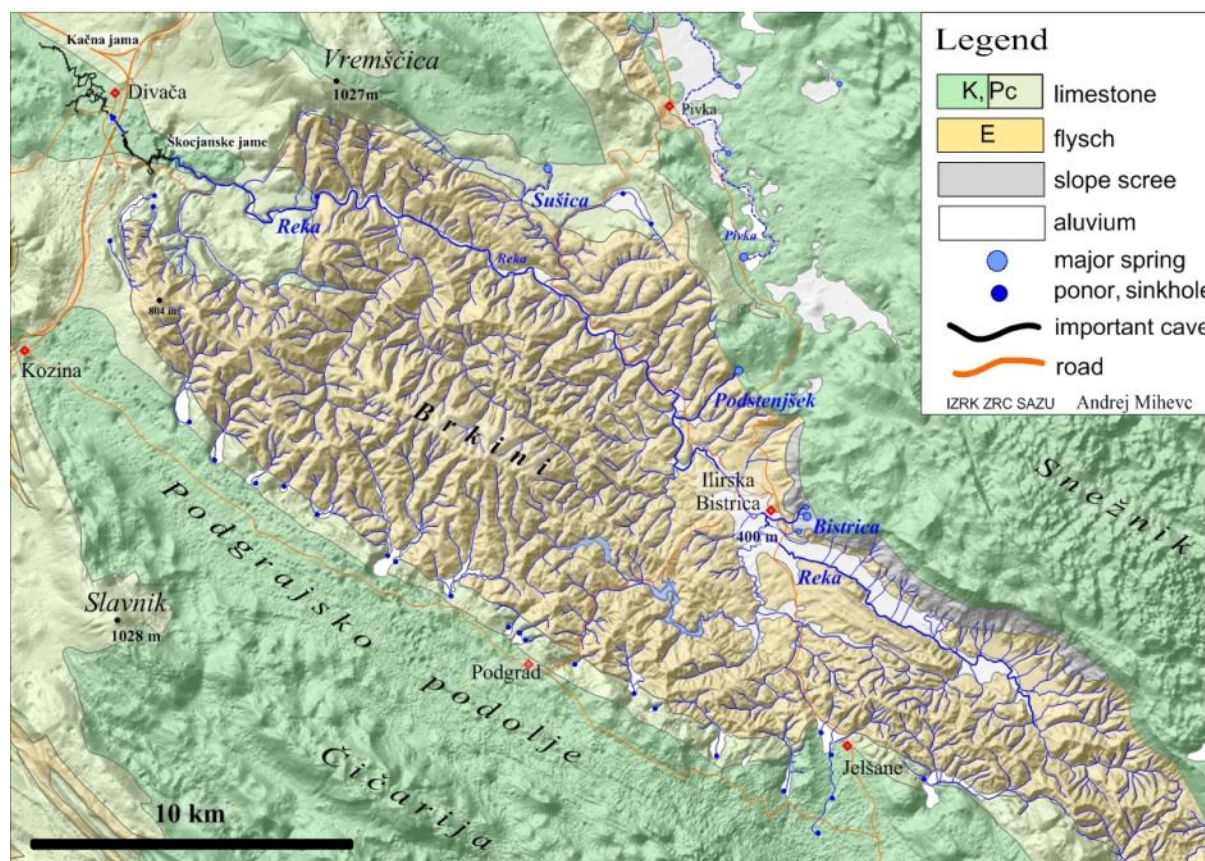 Kačna jama
Divača
Vremščica
1027m
Škocjanske jame
Pivka
Sušica
Pivka
Reka
Reka
804 m
Kozina
Podstenjšek
Brkini
Ilirska
Bistrica
Bistrica
400 m
Reka
Snežnik
Podgrajsko podolje
Slavnik
1028 m
Podgrad
Čičarija
Jelšane
10 km
Legend
K, Pc limestone
E flysch
slope scree
aluvium
major spring
ponor, sinkhole
important cave
road
IZRK ZRC SAZU Andrej Mihevc